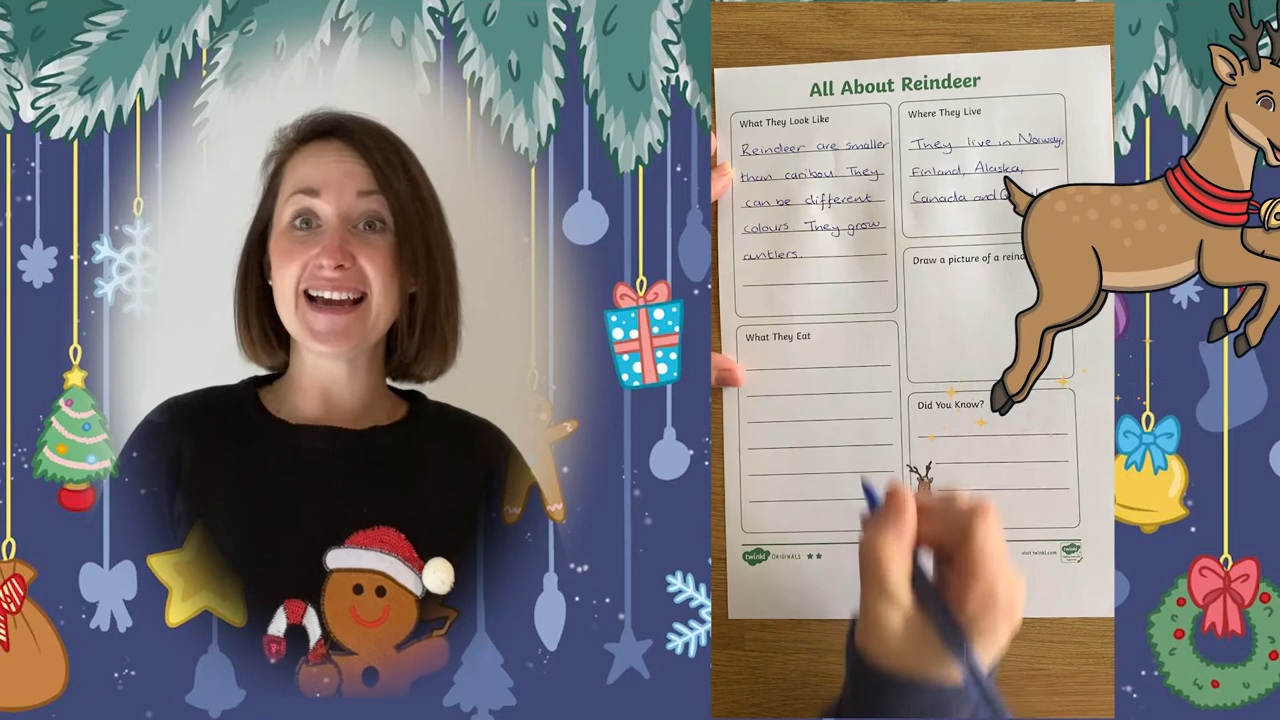 All About Reindeer
What They Look Like
Reindeer are smaller
than caribou. They
can be different
colours. They grow
antlers.
Where They Live
They live in Norway,
Finland, Alaska,
Canada and
Draw a picture of a
What They Eat
Did You Know?
twinkl ORIGINALS
visit twinkl.com
twinkl